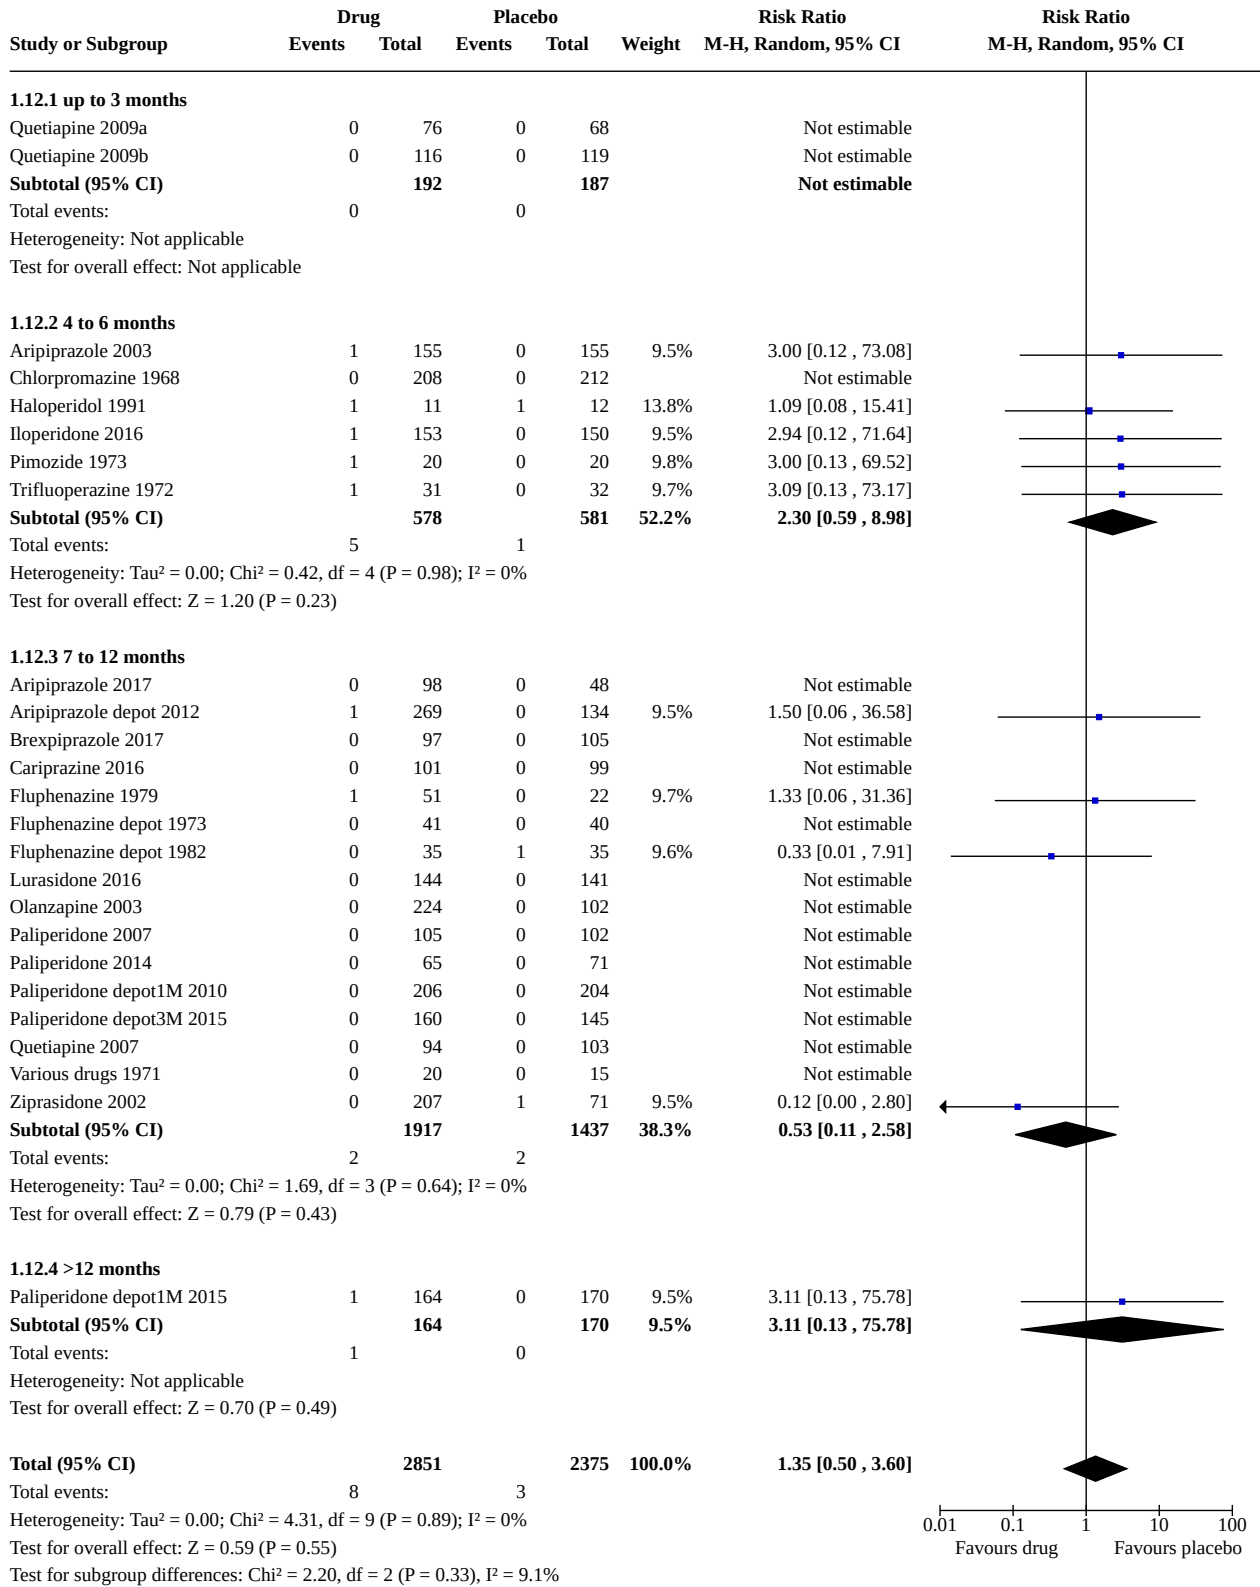 Drug Placebo Risk Ratio Risk Ratio
Study or Subgroup Events Total Events Total Weight M-H, Random, 95% CI M-H, Random, 95% CI
1.12.1 up to 3 months
Quetiapine 2009a 0 76 0 68 Not estimable
Quetiapine 2009b 0 116 0 119 Not estimable
Subtotal (95% CI) 192 187 Not estimable
Total events: 0 0
Heterogeneity: Not applicable
Test for overall effect: Not applicable
1.12.2 4 to 6 months
Aripiprazole 2003 1 155 0 155 9.5% 3.00 [0.12 , 73.08]
Chlorpromazine 1968 0 208 0 212 Not estimable
Haloperidol 1991 1 11 1 12 13.8% 1.09 [0.08 , 15.41]
Iloperidone 2016 1 153 0 150 9.5% 2.94 [0.12 , 71.64]
Pimozide 1973 1 20 0 20 9.8% 3.00 [0.13 , 69.52]
Trifluoperazine 1972 1 31 0 32 9.7% 3.09 [0.13 , 73.17]
Subtotal (95% CI) 578 581 52.2% 2.30 [0.59 , 8.98]
Total events: 5 1
Heterogeneity: Tau² = 0.00; Chi² = 0.42, df = 4 (P = 0.98); I² = 0%
Test for overall effect: Z = 1.20 (P = 0.23)
1.12.3 7 to 12 months
Aripiprazole 2017 0 98 0 48 Not estimable
Aripiprazole depot 2012 1 269 0 134 9.5% 1.50 [0.06 , 36.58]
Brexpiprazole 2017 0 97 0 105 Not estimable
Cariprazine 2016 0 101 0 99 Not estimable
Fluphenazine 1979 1 51 0 22 9.7% 1.33 [0.06 , 31.36]
Fluphenazine depot 1973 0 41 0 40 Not estimable
Fluphenazine depot 1982 0 35 1 35 9.6% 0.33 [0.01 , 7.91]
Lurasidone 2016 0 144 0 141 Not estimable
Olanzapine 2003 0 224 0 102 Not estimable
Paliperidone 2007 0 105 0 102 Not estimable
Paliperidone 2014 0 65 0 71 Not estimable
Paliperidone depot1M 2010 0 206 0 204 Not estimable
Paliperidone depot3M 2015 0 160 0 145 Not estimable
Quetiapine 2007 0 94 0 103 Not estimable
Various drugs 1971 0 20 0 15 Not estimable
Ziprasidone 2002 0 207 1 71 9.5% 0.12 [0.00 , 2.80]
Subtotal (95% CI) 1917 1437 38.3% 0.53 [0.11 , 2.58]
Total events: 2 2
Heterogeneity: Tau² = 0.00; Chi² = 1.69, df = 3 (P = 0.64); I² = 0%
Test for overall effect: Z = 0.79 (P = 0.43)
1.12.4 >12 months
Paliperidone depot1M 2015 1 164 0 170 9.5% 3.11 [0.13 , 75.78]
Subtotal (95% CI) 164 170 9.5% 3.11 [0.13 , 75.78]
Total events: 1 0
Heterogeneity: Not applicable
Test for overall effect: Z = 0.70 (P = 0.49)
Total (95% CI) 2851 2375 100.0% 1.35 [0.50 , 3.60]
Total events: 8 3
Heterogeneity: Tau² = 0.00; Chi² = 4.31, df = 9 (P = 0.89); I² = 0% 0.01 0.1 1 10 100
Test for overall effect: Z = 0.59 (P = 0.55) Favours drug Favours placebo
Test for subgroup differences: Chi² = 2.20, df = 2 (P = 0.33), I² = 9.1%